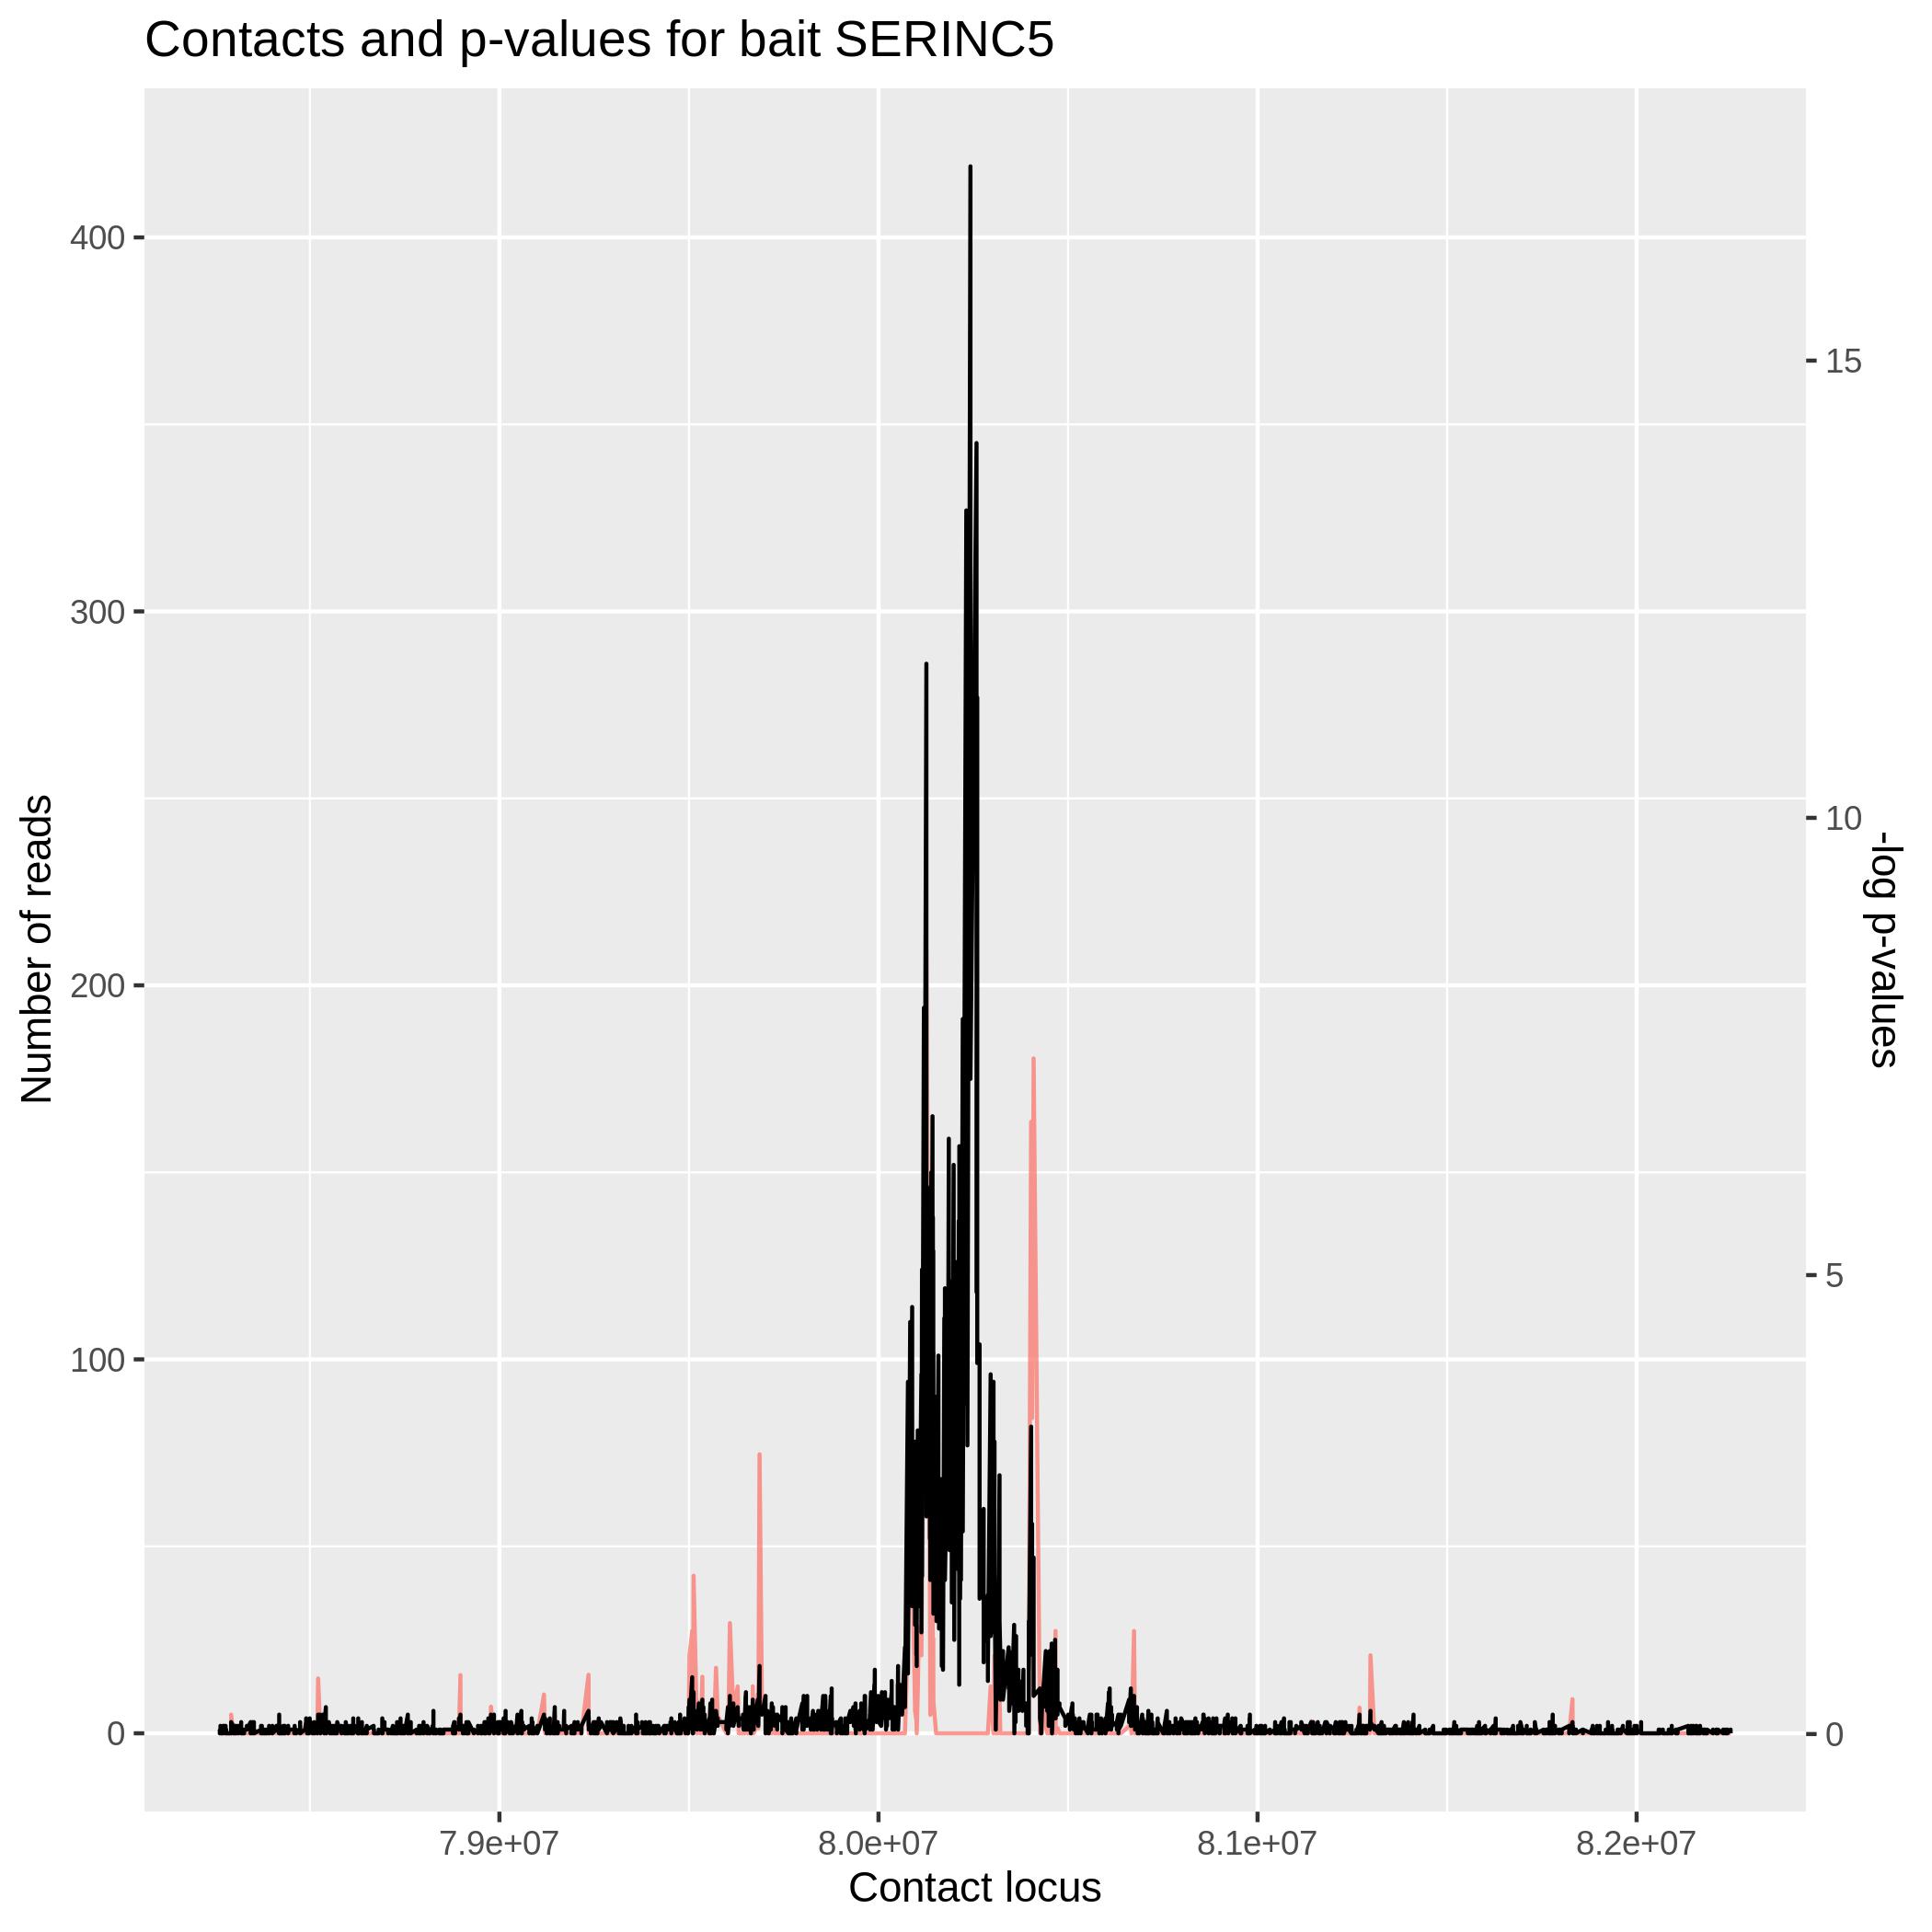 Contacts and p-values for bait SERINC5
Number of reads
400
300
200
100
0
15
10
5
0
-log p-values
7.9e+07
8.0e+07
8.1e+07
8.2e+07
Contact locus